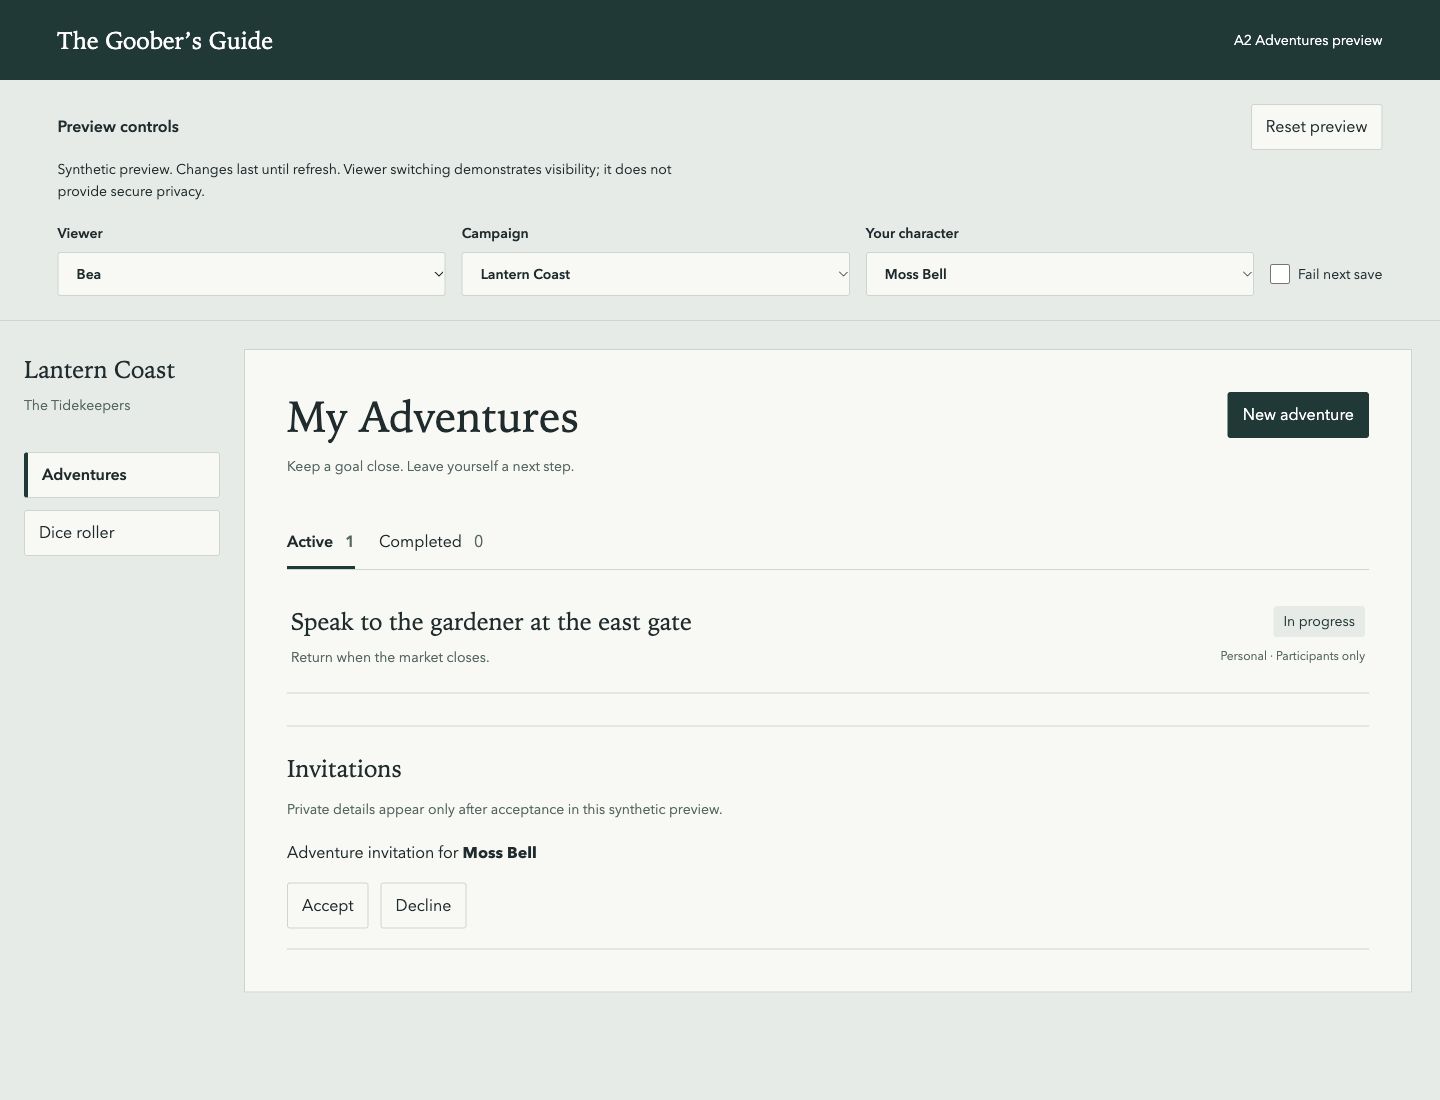 The Goober’s Guide
A2 Adventures preview
Preview controls
Reset preview
Synthetic preview. Changes last until refresh. Viewer switching demonstrates visibility; it does not
provide secure privacy.
Viewer
Campaign
Your character
Bea
Lantern Coast
Moss Bell
Fail next save
Lantern Coast
The Tidekeepers
Adventures
Dice roller
My Adventures
New adventure
Keep a goal close. Leave yourself a next step.
Active 1
Completed 0
Speak to the gardener at the east gate
In progress
Return when the market closes.
Personal · Participants only
Invitations
Private details appear only after acceptance in this synthetic preview.
Adventure invitation for Moss Bell
Accept
Decline